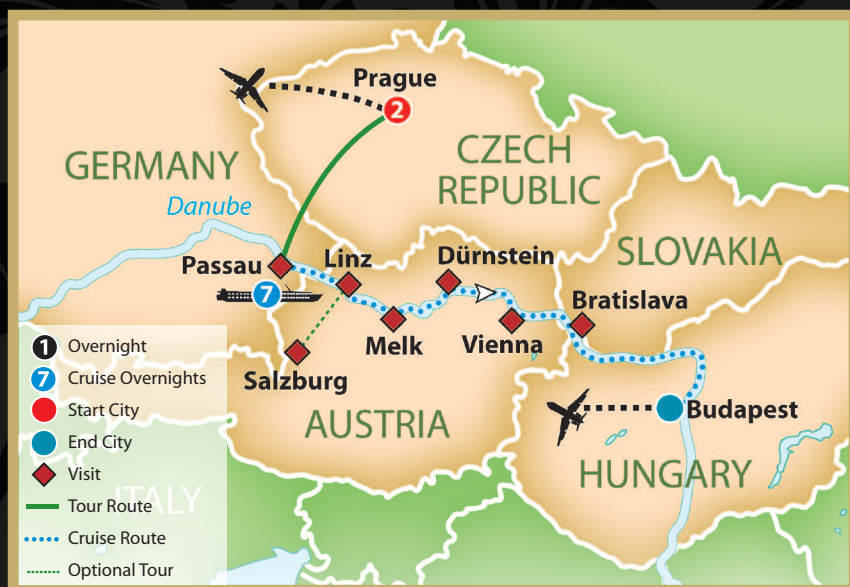 Prague
2
CZECH
REPUBLIC
GERMANY
Danube
SLOVAKIA
Passau
Linz
Dürnstein
7
Melk
Vienna
Bratislava
Salzburg
AUSTRIA
Budapest
HUNGARY
ITALY
1 Overnight
7 Cruise Overnights
Start City
End City
Visit
Tour Route
Cruise Route
Optional Tour